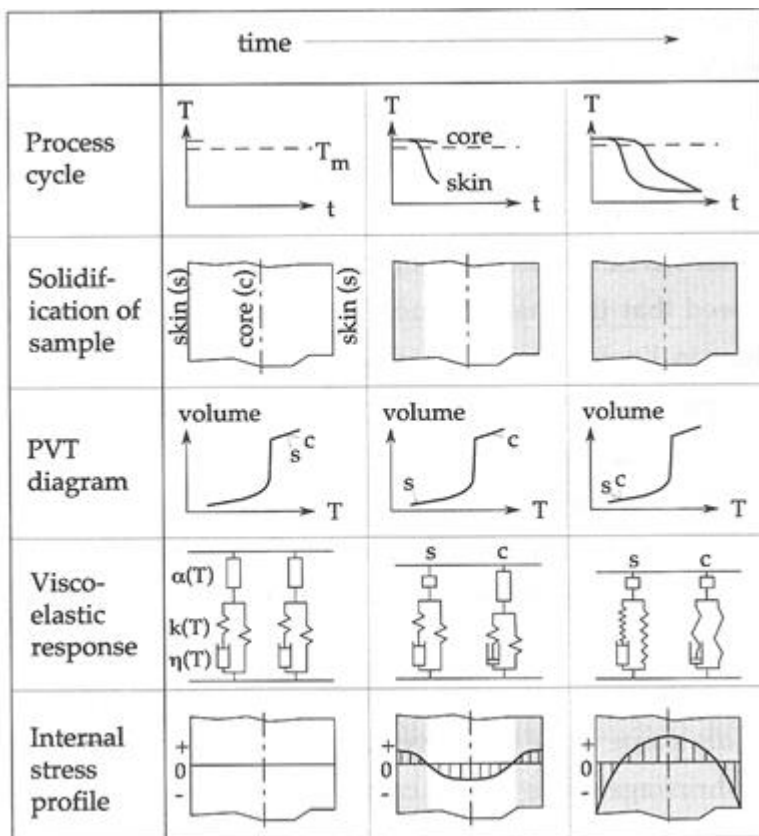 time
Process
cycle
T
T_m
t
T
core
skin
t
T
t
Solidif-
ication of
sample
skin (s)
core (c)
skin (s)
PVT
diagram
volume
c
s
T
volume
s
c
T
volume
s c
T
Visco-
elastic
response
α(T)
k(T)
η(T)
s c
s c
Internal
stress
profile
+
0
-
+
0
-
+
0
-